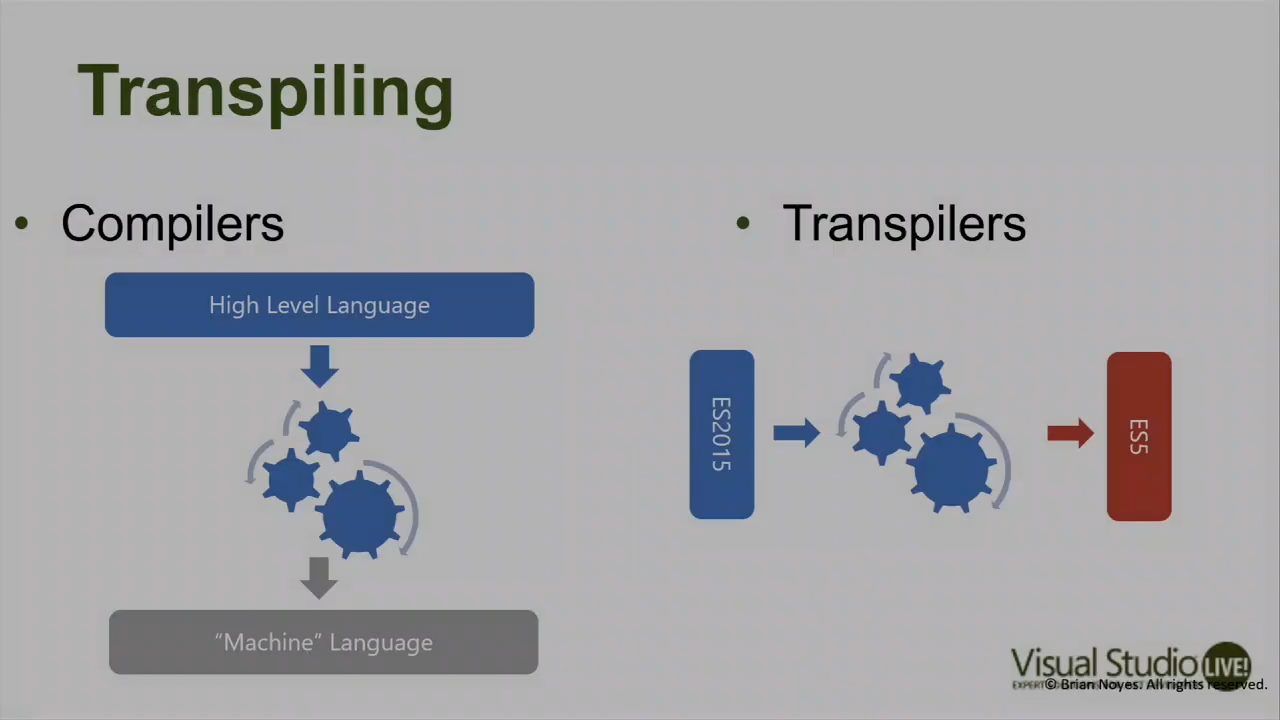 Transpiling
• Compilers
High Level Language
“Machine” Language
• Transpilers
ES2015
ES5
Visual Studio LIVE!
© Brian Noyes. All rights reserved.